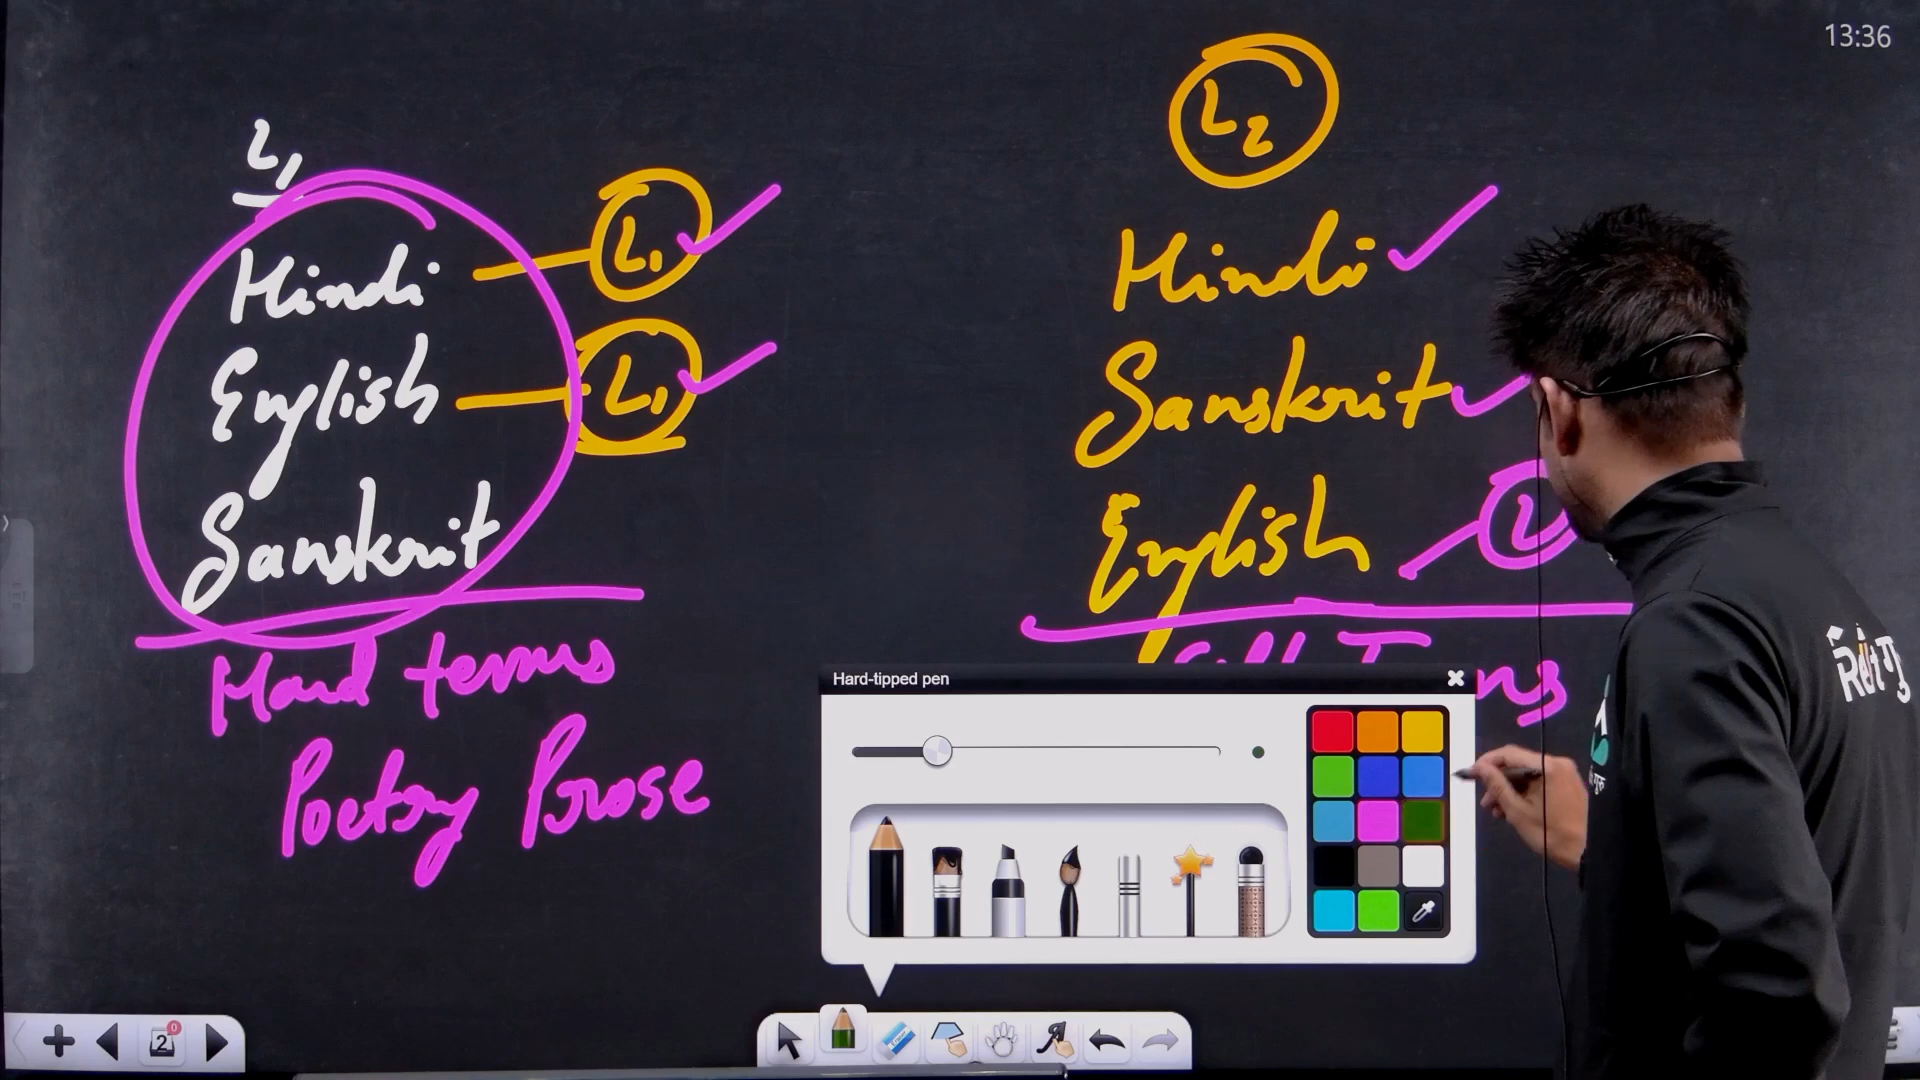 13:36
L1
Hindi L1
English L1
Sanskrit
Hard terms
Poetry Prose
L2
Hindi
Sanskrit
English
Hard-tipped pen
2
0